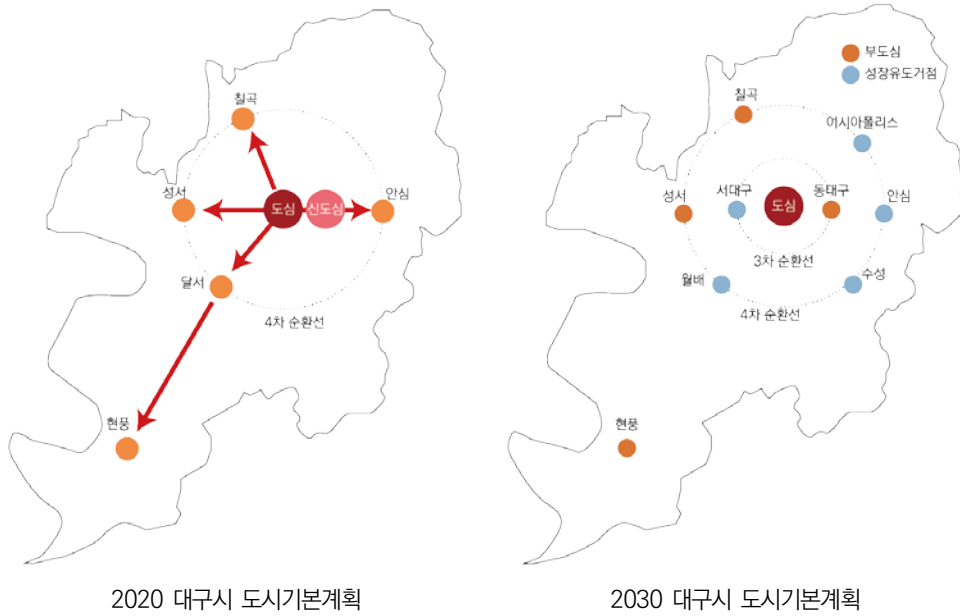 칠곡
성서
도심
신도심
안심
달서
4차 순환선
현풍
2020 대구시 도시기본계획
부도심
성장유도거점
칠곡
여시아폴리스
성서
서대구
도심
동대구
안심
3차 순환선
월배
수성
4차 순환선
현풍
2030 대구시 도시기본계획